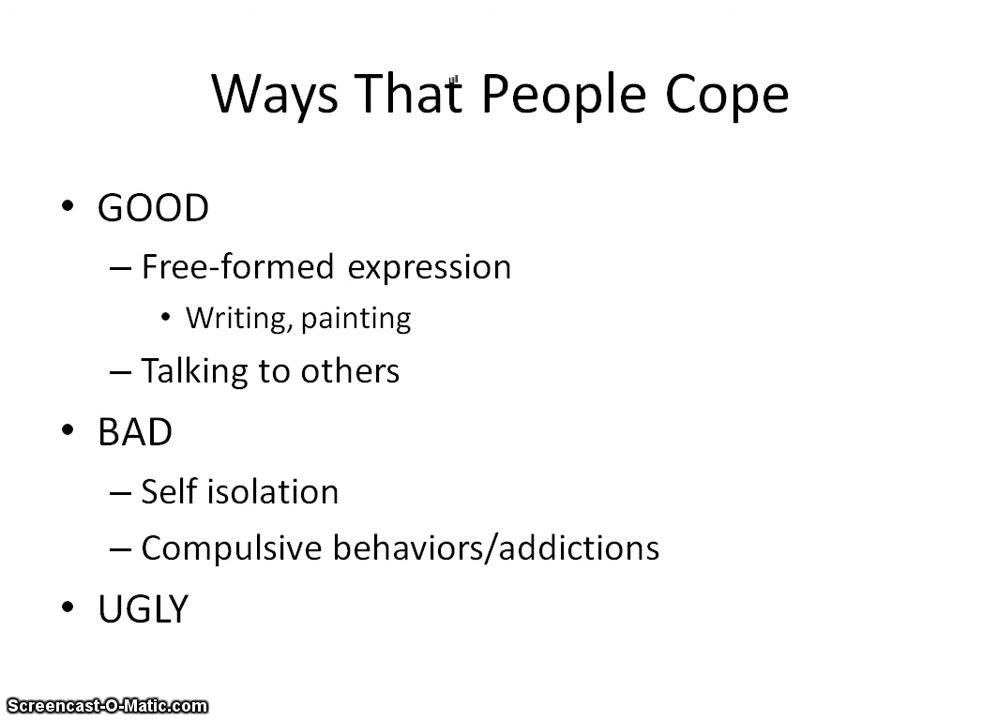 Ways That People Cope
• GOOD
– Free-formed expression
• Writing, painting
– Talking to others
• BAD
– Self isolation
– Compulsive behaviors/addictions
• UGLY
Screencast-O-Matic.com